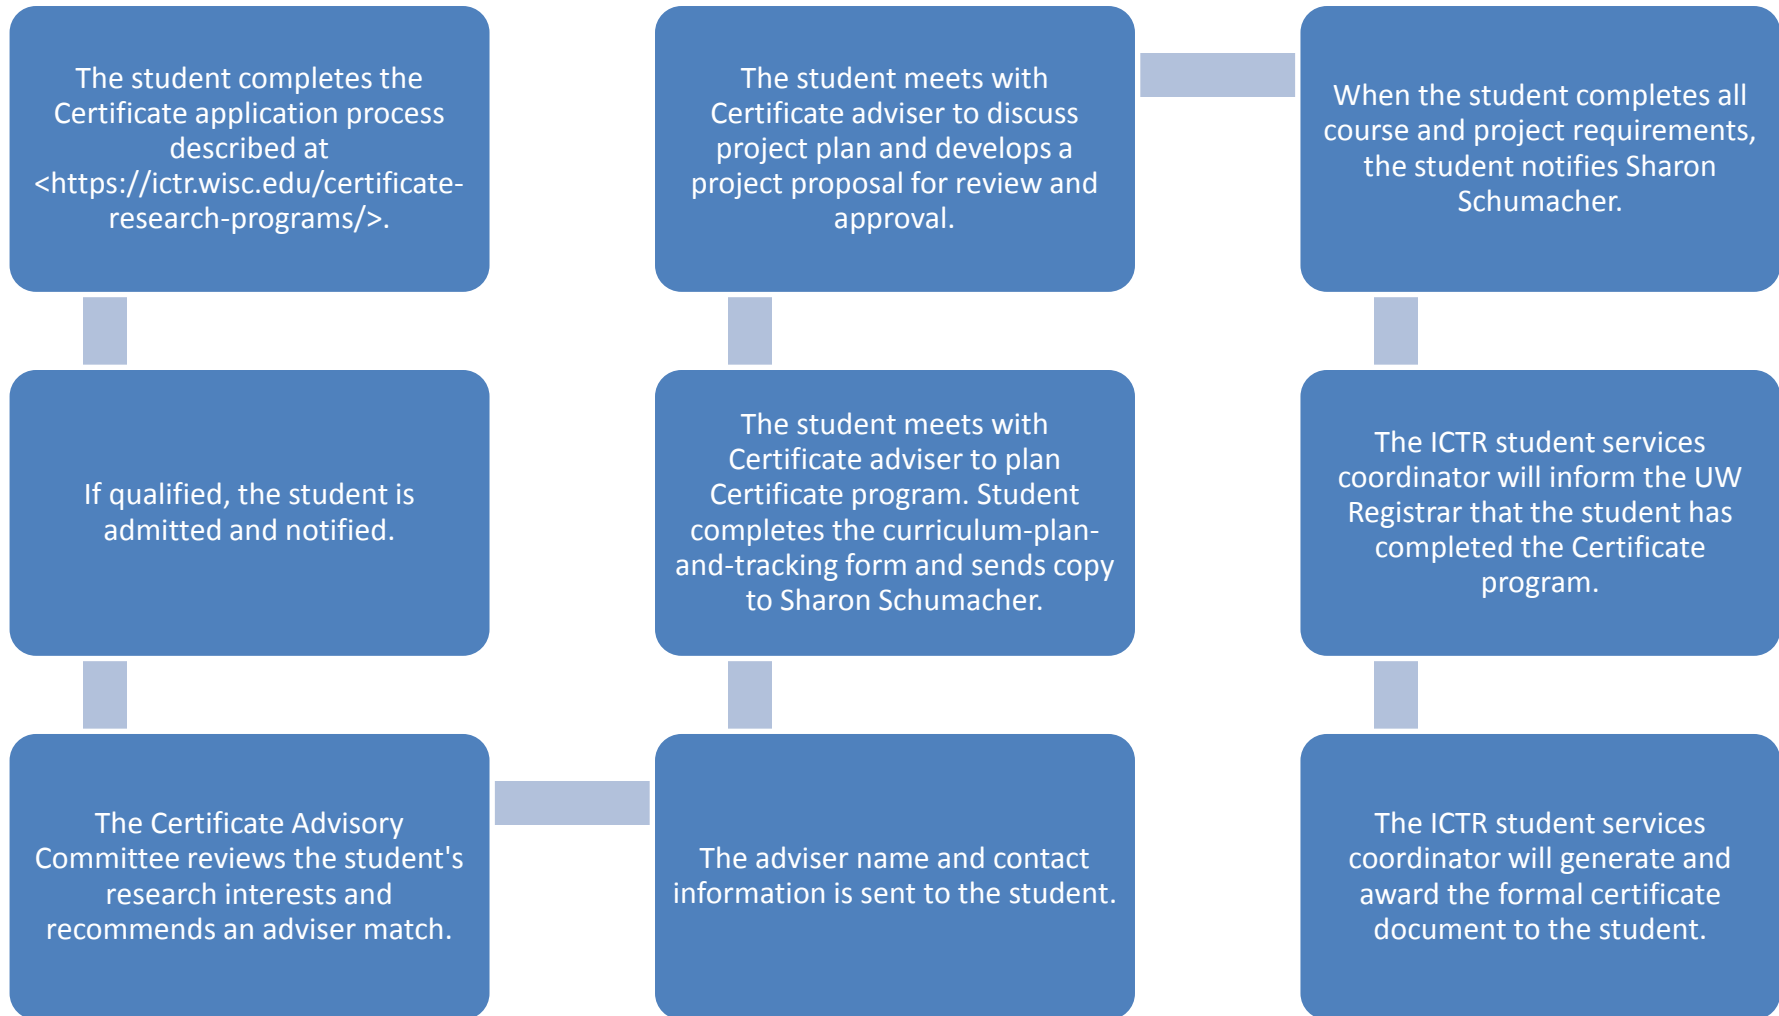 The student completes the
Certificate application process
described at
<https://ictr.wisc.edu/certificate-
research-programs/>.
If qualified, the student is
admitted and notified.
The Certificate Advisory
Committee reviews the student's
research interests and
recommends an adviser match.
The adviser name and contact
information is sent to the student.
The student meets with
Certificate adviser to plan
Certificate program. Student
completes the curriculum-plan-
and-tracking form and sends copy
to Sharon Schumacher.
The student meets with
Certificate adviser to discuss
project plan and develops a
project proposal for review and
approval.
When the student completes all
course and project requirements,
the student notifies Sharon
Schumacher.
The ICTR student services
coordinator will inform the UW
Registrar that the student has
completed the Certificate
program.
The ICTR student services
coordinator will generate and
award the formal certificate
document to the student.